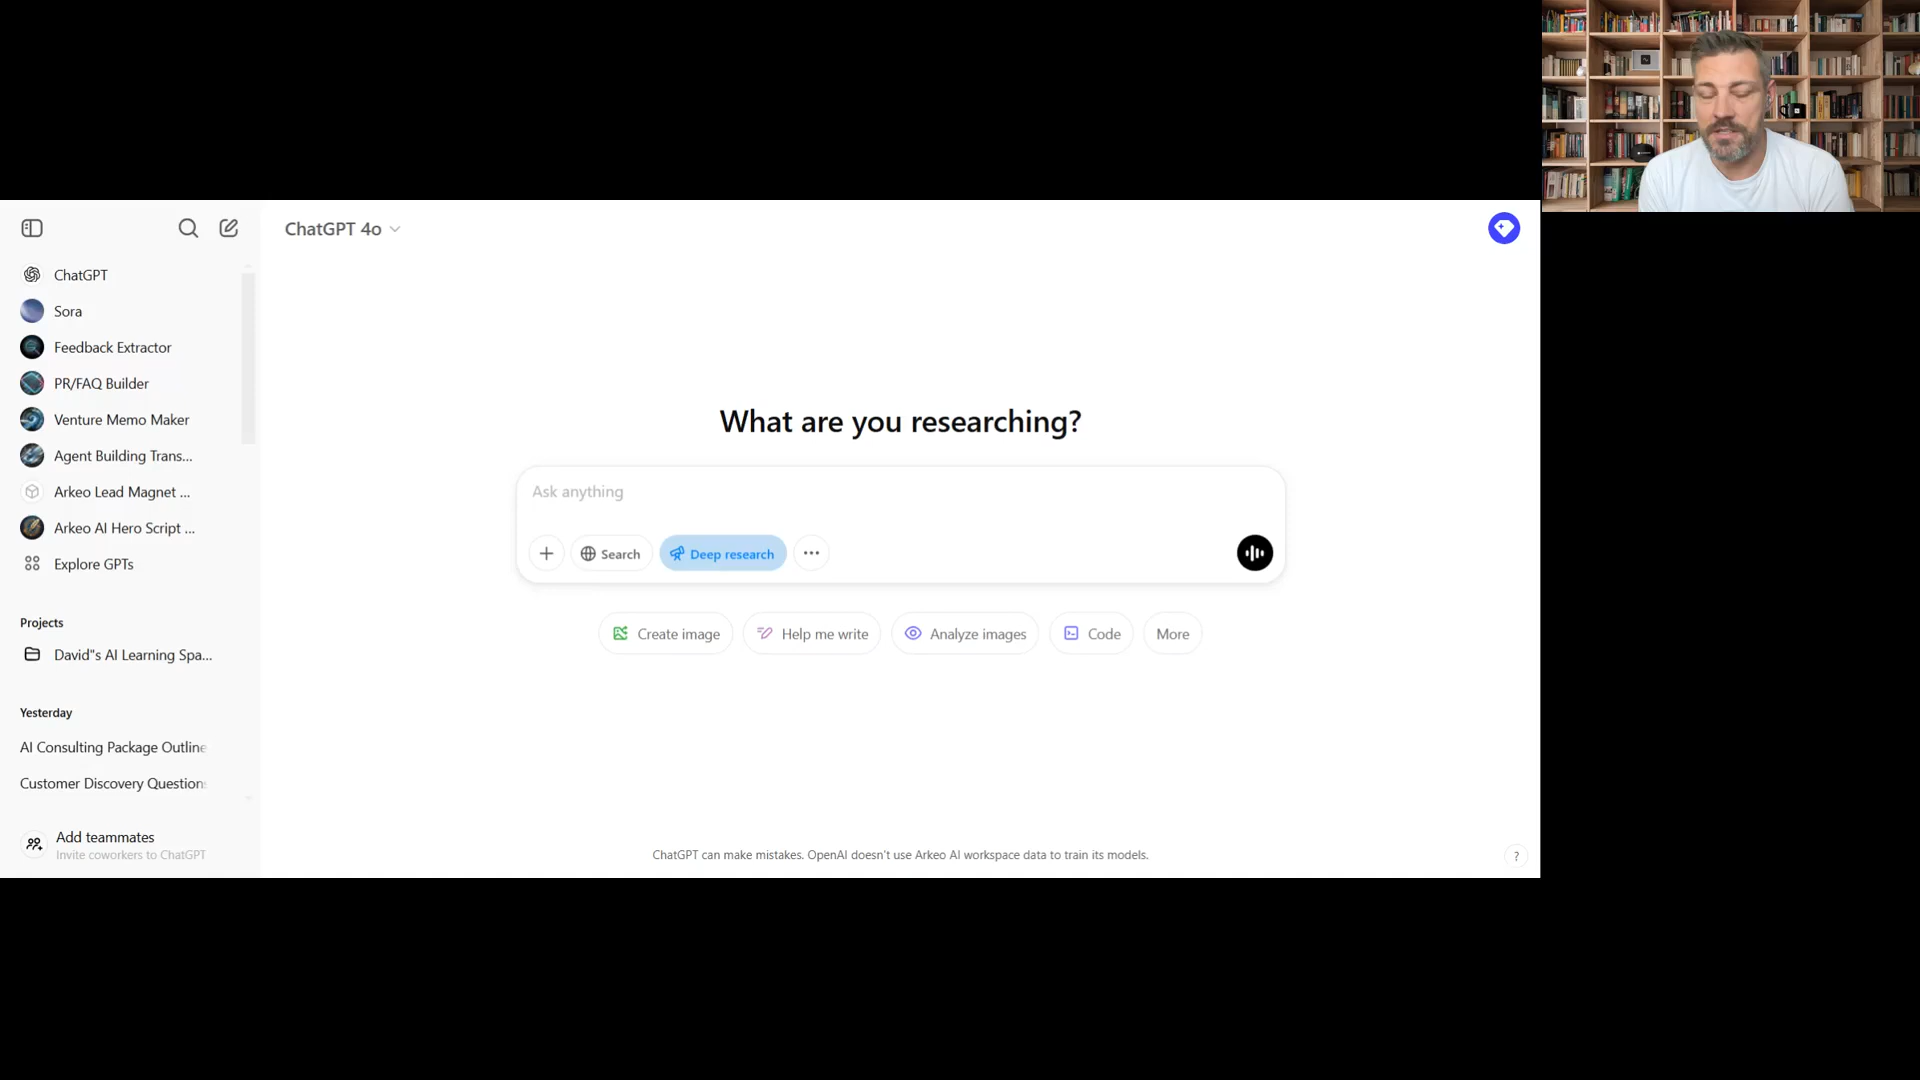 ChatGPT 4o
ChatGPT
Sora
Feedback Extractor
PR/FAQ Builder
Venture Memo Maker
Agent Building Trans...
Arkeo Lead Magnet ...
Arkeo AI Hero Script ...
Explore GPTs
Projects
David"s AI Learning Spa...
Yesterday
AI Consulting Package Outline
Customer Discovery Questions
Add teammates
Invite coworkers to ChatGPT
What are you researching?
Ask anything
Search
Deep research
Create image
Help me write
Analyze images
Code
More
ChatGPT can make mistakes. OpenAI doesn't use Arkeo AI workspace data to train its models.
?